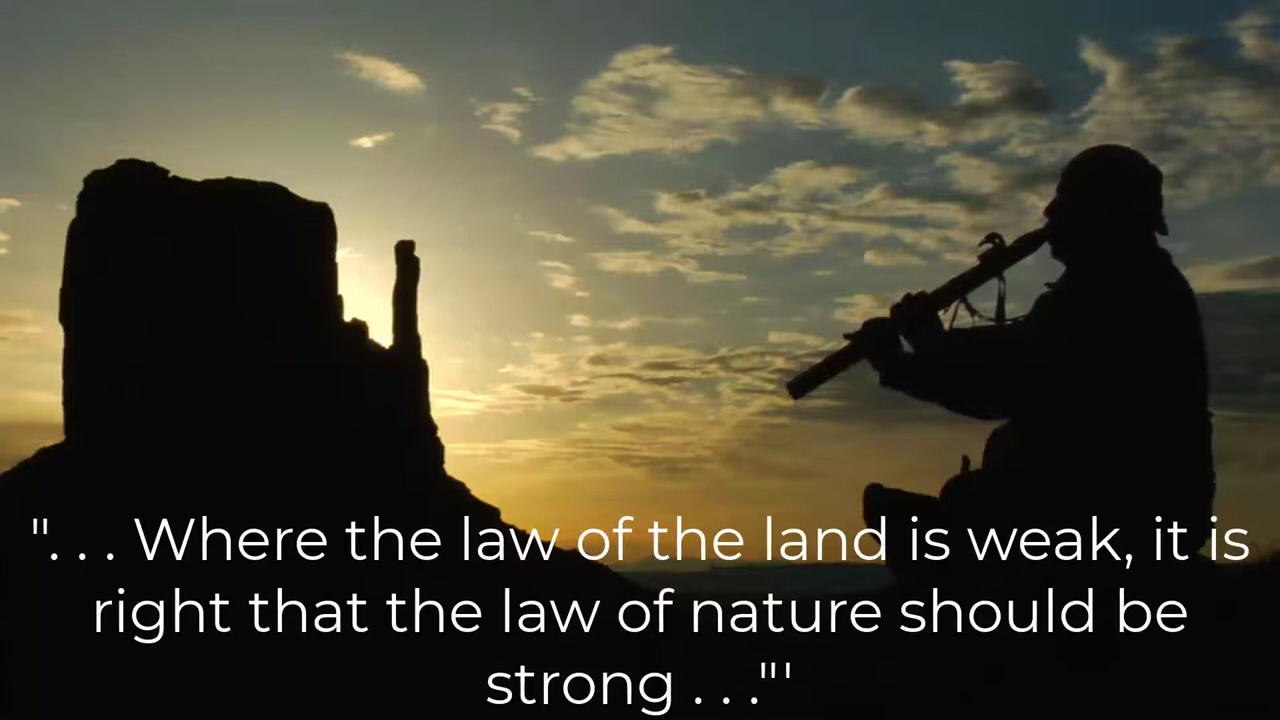 ". . . Where the law of the land is weak, it is
right that the law of nature should be
strong . . ."'